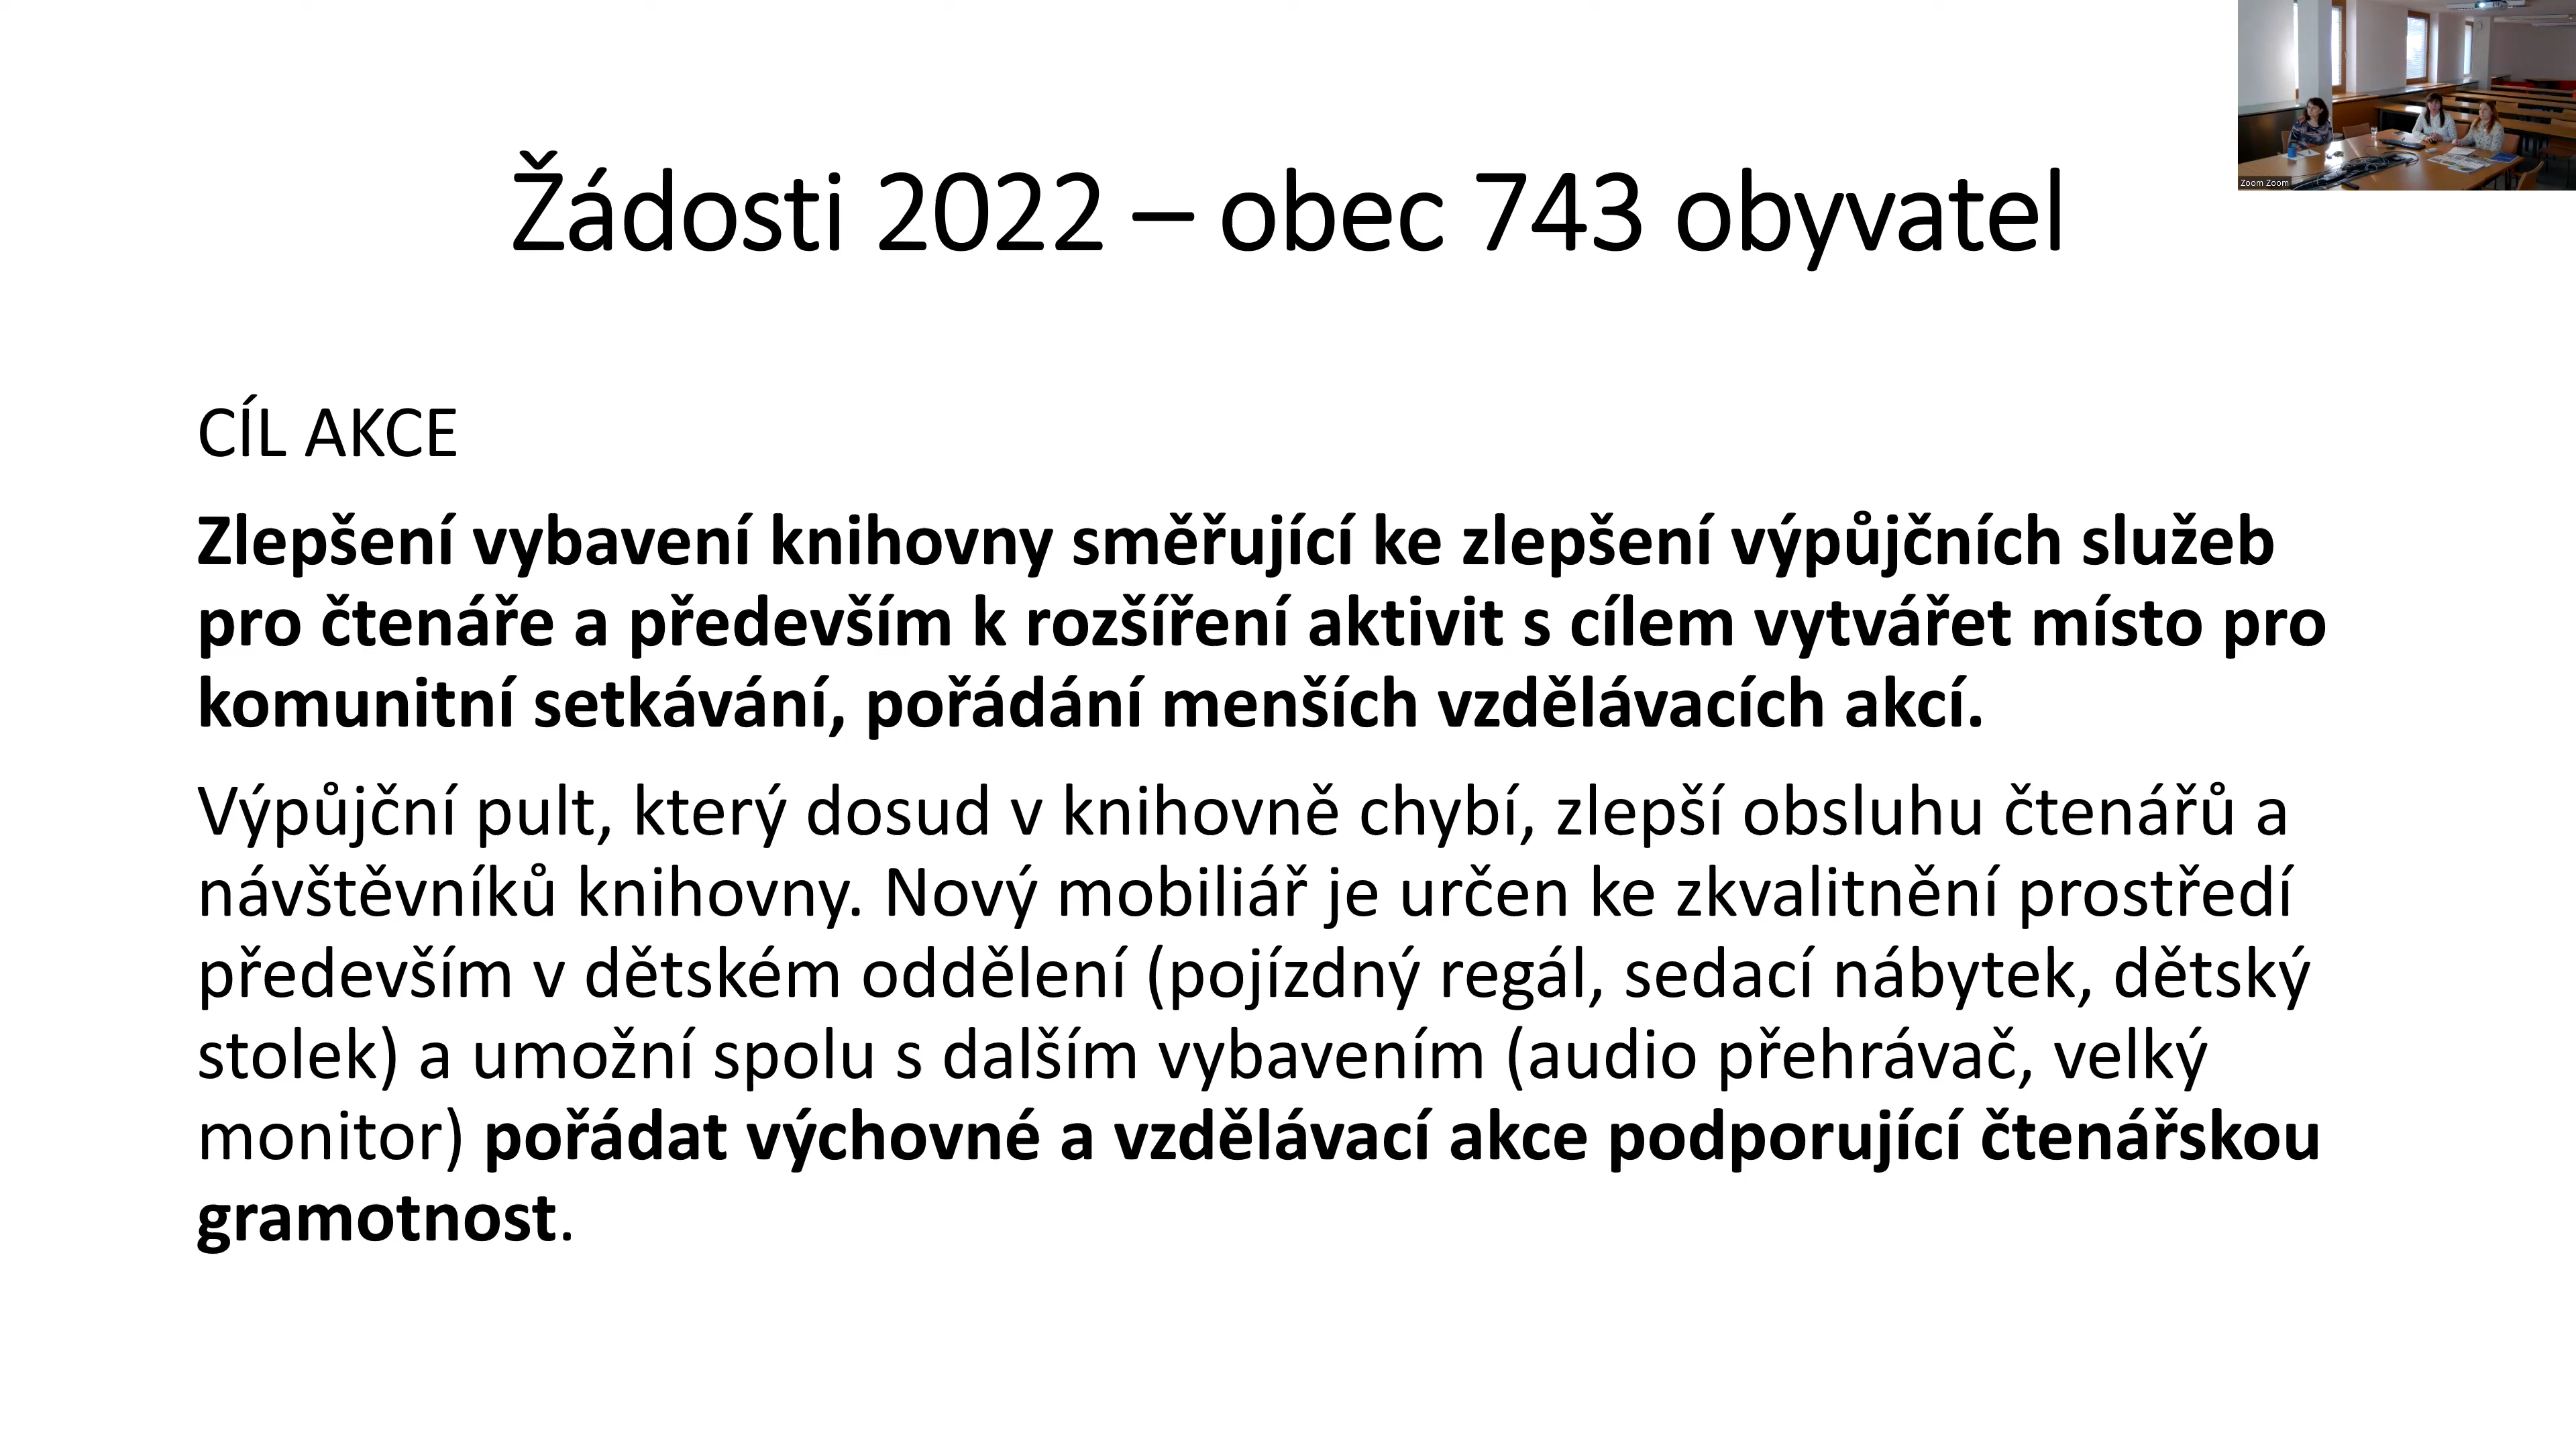 Žádosti 2022 – obec 743 obyvatel
Zoom Zoom
CÍL AKCE
Zlepšení vybavení knihovny směřující ke zlepšení výpůjčních služeb
pro čtenáře a především k rozšíření aktivit s cílem vytvářet místo pro
komunitní setkávání, pořádání menších vzdělávacích akcí.
Výpůjční pult, který dosud v knihovně chybí, zlepší obsluhu čtenářů a
návštěvníků knihovny. Nový mobiliář je určen ke zkvalitnění prostředí
především v dětském oddělení (pojízdný regál, sedací nábytek, dětský
stolek) a umožní spolu s dalším vybavením (audio přehrávač, velký
monitor) pořádat výchovné a vzdělávací akce podporující čtenářskou
gramotnost.